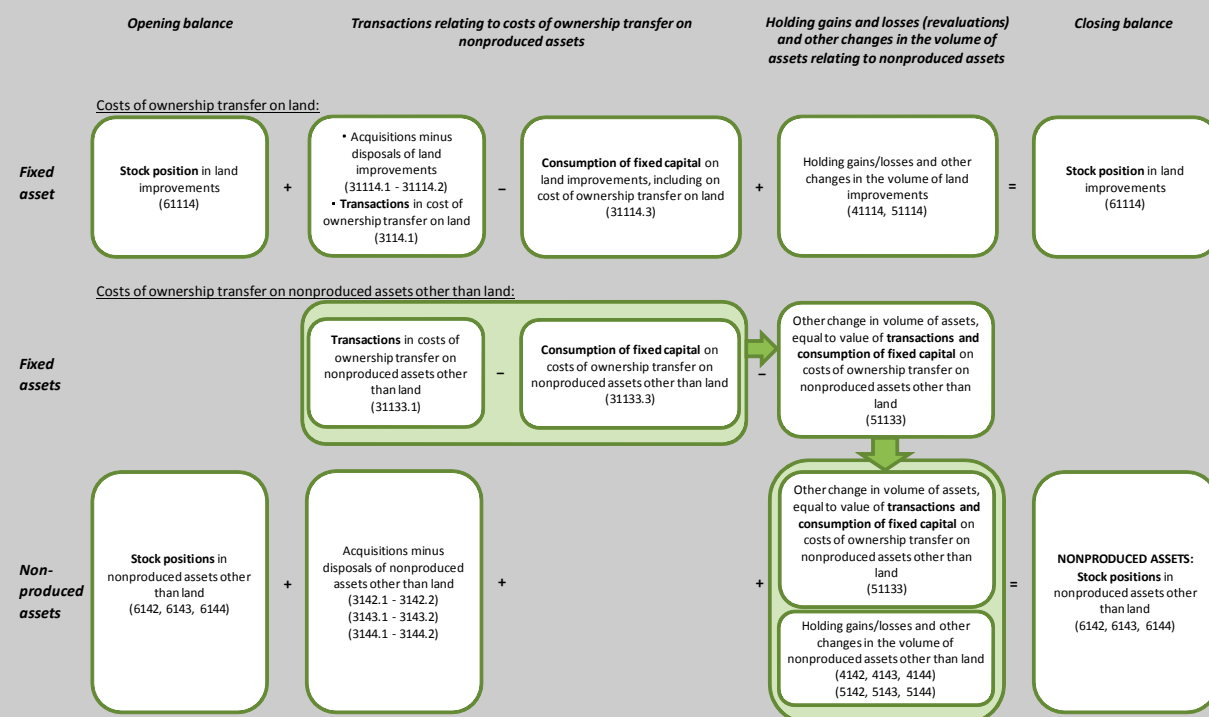 Opening balance
Transactions relating to costs of ownership transfer on
nonproduced assets
Holding gains and losses (revaluations)
and other changes in the volume of
assets relating to nonproduced assets
Closing balance
Costs of ownership transfer on land:
Fixed
asset
Stock position in land
improvements
(61114)
+
▪ Acquisitions minus
disposals of land
improvements
(31114.1 - 31114.2)
▪ Transactions in cost of
ownership transfer on land
(3114.1)
–
Consumption of fixed capital on
land improvements, including on
cost of ownership transfer on land
(31114.3)
+
Holding gains/losses and other
changes in the volume of land
improvements
(41114, 51114)
=
Stock position in land
improvements
(61114)
Costs of ownership transfer on nonproduced assets other than land:
Fixed
assets
Transactions in costs of
ownership transfer on
nonproduced assets other
than land
(31133.1)
–
Consumption of fixed capital on
costs of ownership transfer on
nonproduced assets other than land
(31133.3)
–
Other change in volume of assets,
equal to value of transactions and
consumption of fixed capital on
costs of ownership transfer on
nonproduced assets other than
land
(51133)
Non-
produced
assets
Stock positions in
nonproduced assets other
than land
(6142, 6143, 6144)
+
Acquisitions minus
disposals of nonproduced
assets other than land
(3142.1 - 3142.2)
(3143.1 - 3143.2)
(3144.1 - 3144.2)
+
+
Other change in volume of assets,
equal to value of transactions and
consumption of fixed capital on
costs of ownership transfer on
nonproduced assets other than
land
(51133)
Holding gains/losses and other
changes in the volume of
nonproduced assets other than land
(4142, 4143, 4144)
(5142, 5143, 5144)
=
NONPRODUCED ASSETS:
Stock positions in
nonproduced assets other
than land
(6142, 6143, 6144)